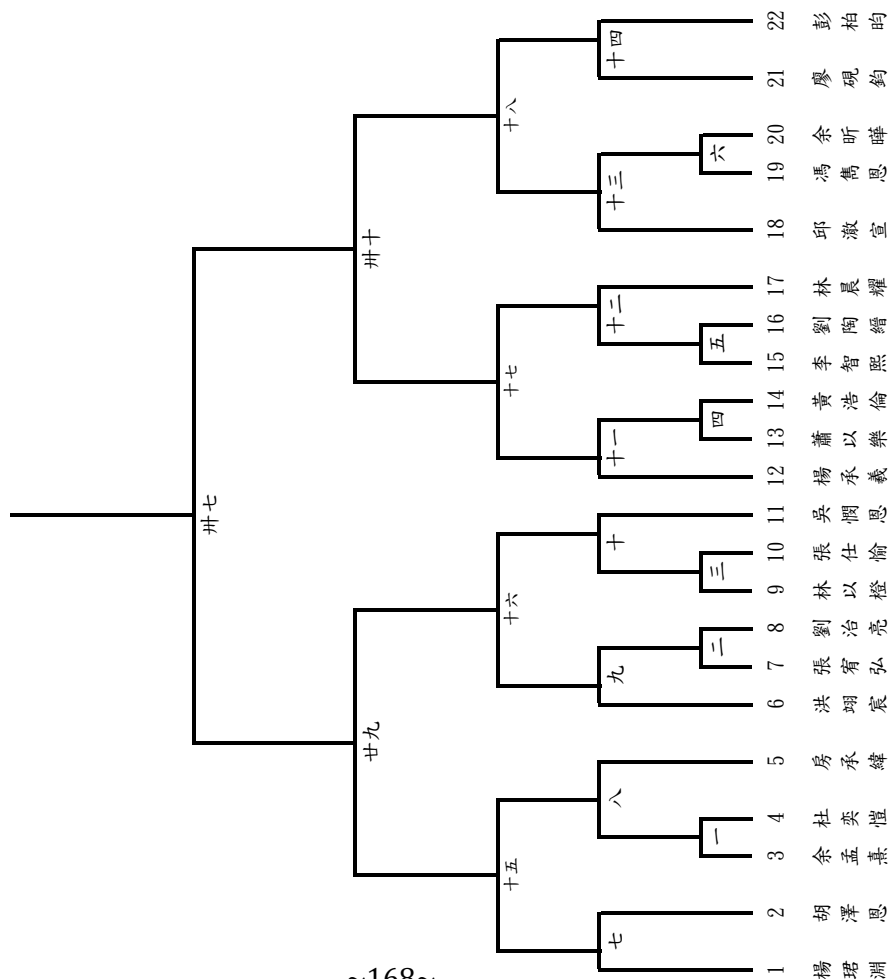 卅七
廿九
卅十
十五
十六
十七
十八
七
八
九
十
十一
十二
十三
十四
一
二
三
四
五
六
1 楊珺淵
2 胡澤恩
3 余孟熹
4 杜奕愷
5 房承緯
6 洪翊宸
7 張宥弘
8 劉治亮
9 林以橙
10 張仕愉
11 吳憫恩
12 楊承羲
13 蕭以樂
14 黃浩倫
15 李智熙
16 劉陶縉
17 林晨耀
18 邱澈宣
19 馮雋恩
20 余昕曄
21 廖硯鈞
22 彭柏昀
~168~